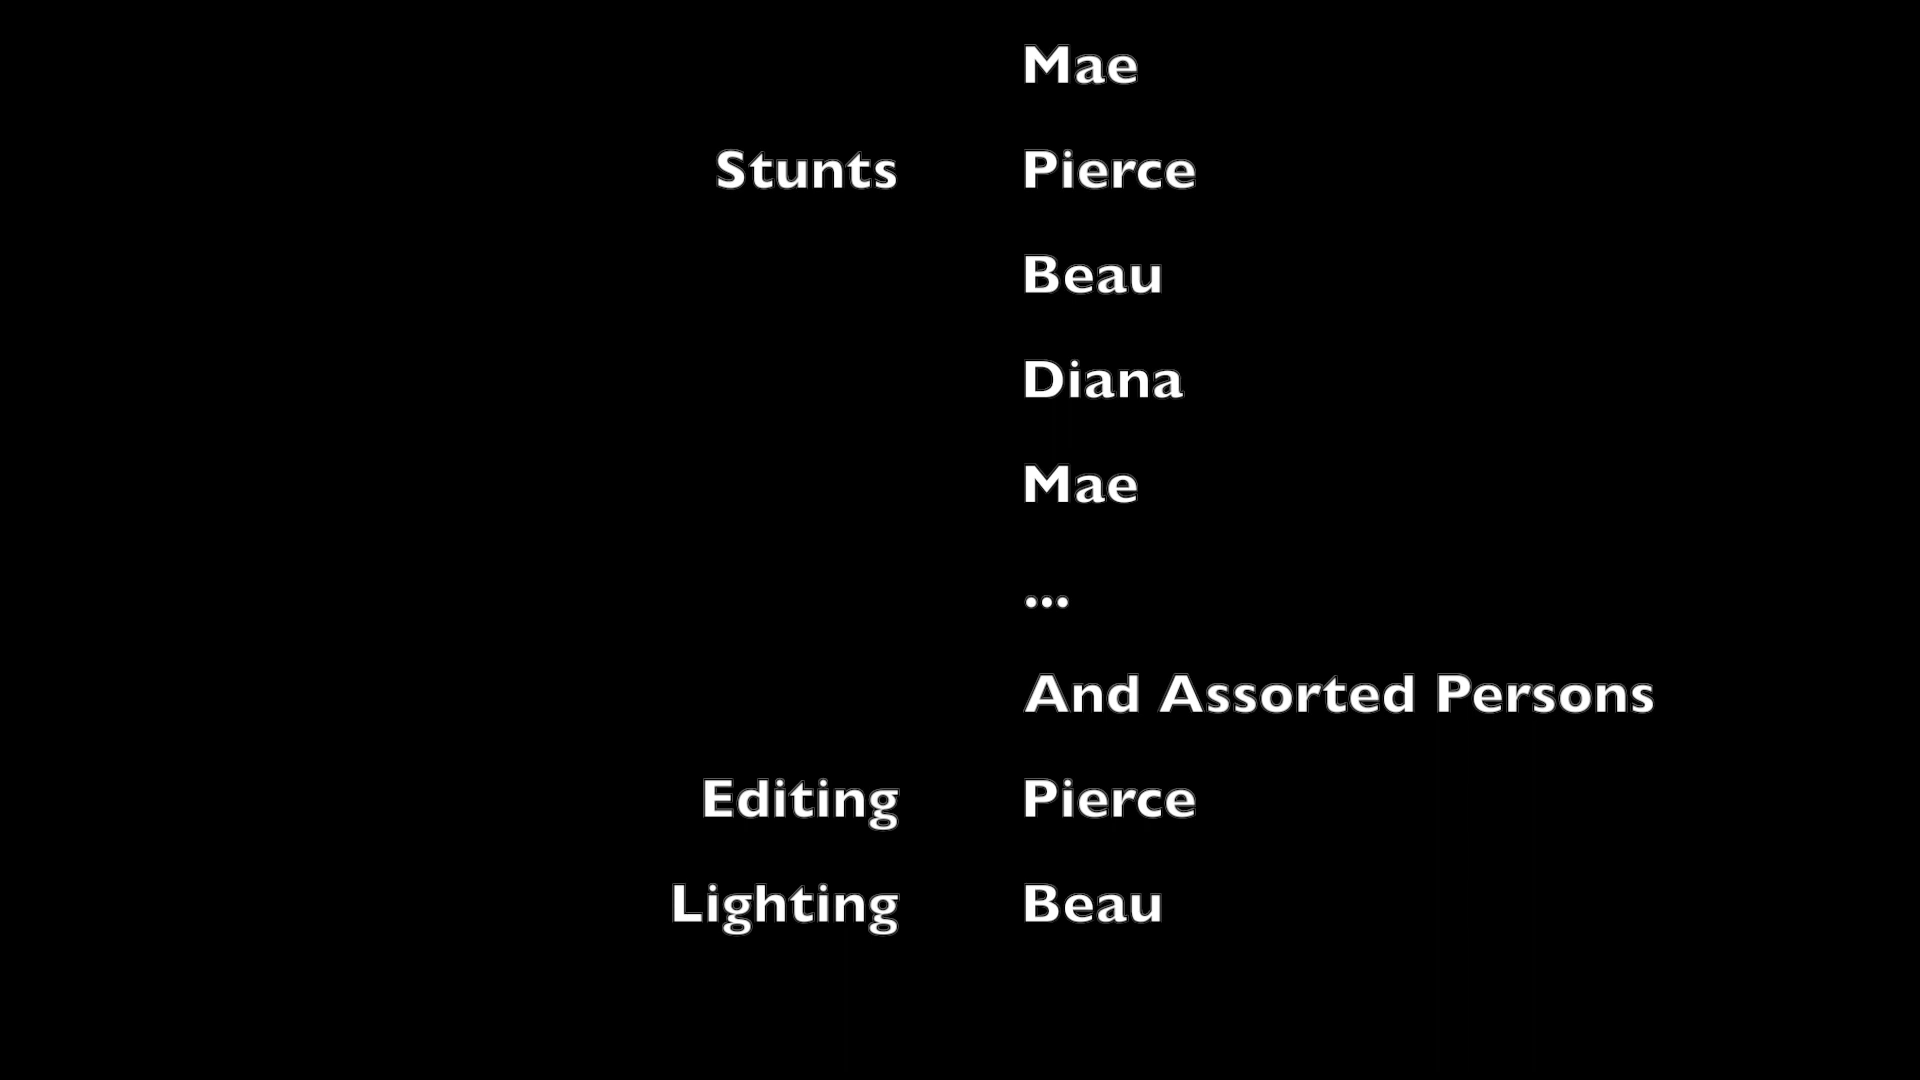 Mae
Stunts Pierce
Beau
Diana
Mae
...
And Assorted Persons
Editing Pierce
Lighting Beau